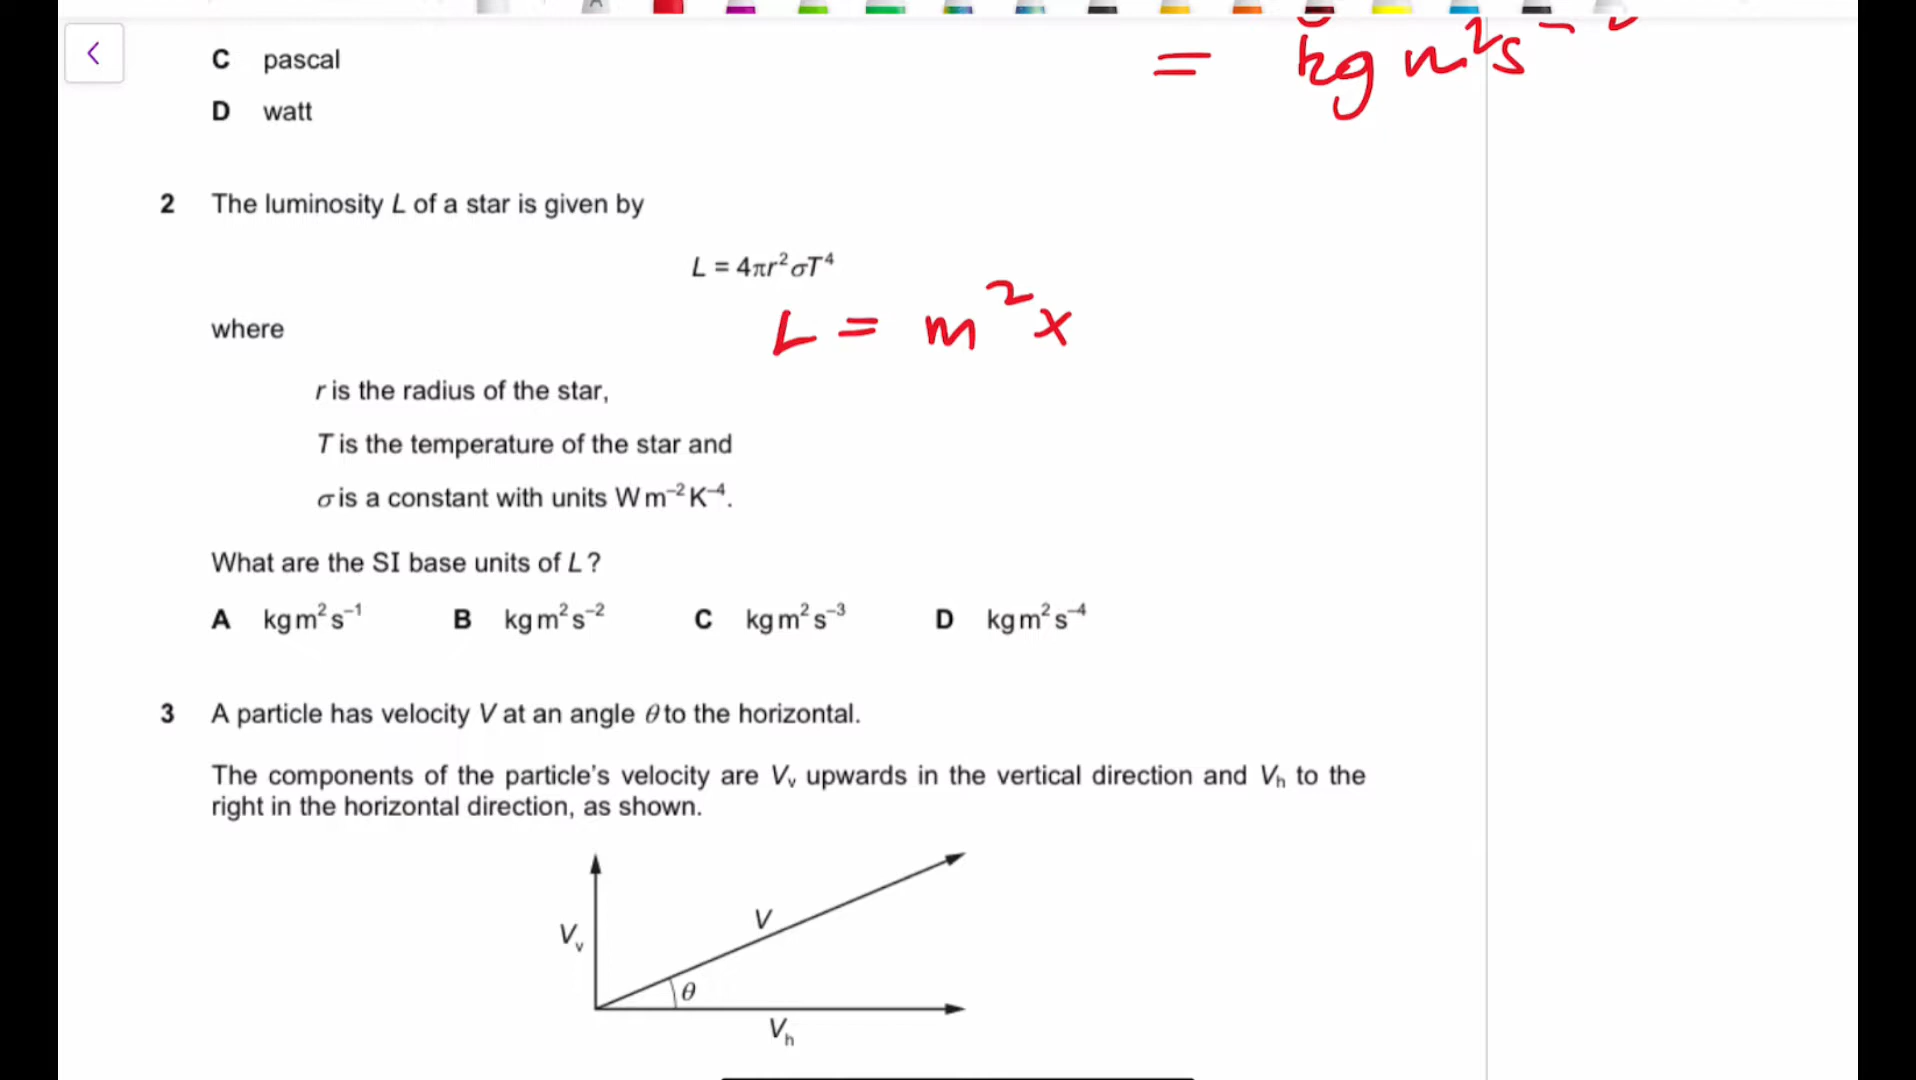 C pascal
= kg m²s
D watt
2 The luminosity L of a star is given by
L = 4πr²σT⁴
L = m² x
where
r is the radius of the star,
T is the temperature of the star and
σ is a constant with units W m⁻² K⁻⁴.
What are the SI base units of L?
A kg m² s⁻¹ B kg m² s⁻² C kg m² s⁻³ D kg m² s⁻⁴
3 A particle has velocity V at an angle θ to the horizontal.
The components of the particle's velocity are Vᵥ upwards in the vertical direction and Vₕ to the
right in the horizontal direction, as shown.
V
Vᵥ
θ
Vₕ